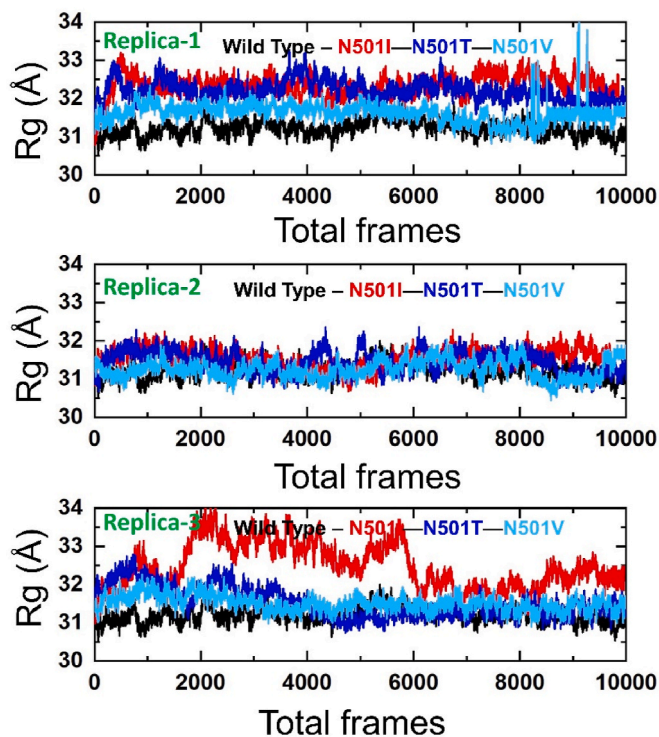 Replica-1
Wild Type – N501I—N501T—N501V
Rg (Å)
34
33
32
31
30
0 2000 4000 6000 8000 10000
Total frames
Replica-2
Wild Type – N501I—N501T—N501V
Rg (Å)
34
33
32
31
30
0 2000 4000 6000 8000 10000
Total frames
Replica-3
Wild Type – N501I—N501T—N501V
Rg (Å)
34
33
32
31
30
0 2000 4000 6000 8000 10000
Total frames